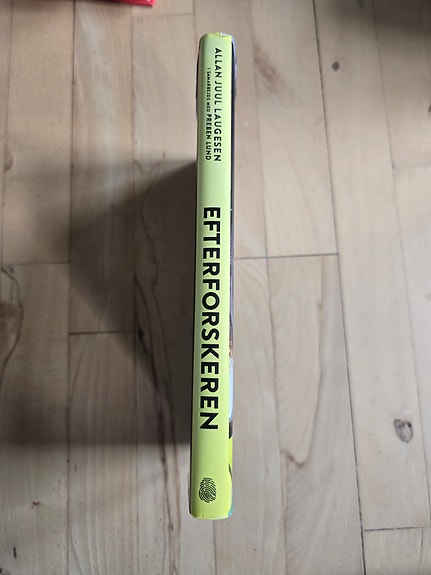 ALLAN JUUL LAUGESEN
I SAMARBEJDE MED PREBEN LUND
EFTERFORSKEREN